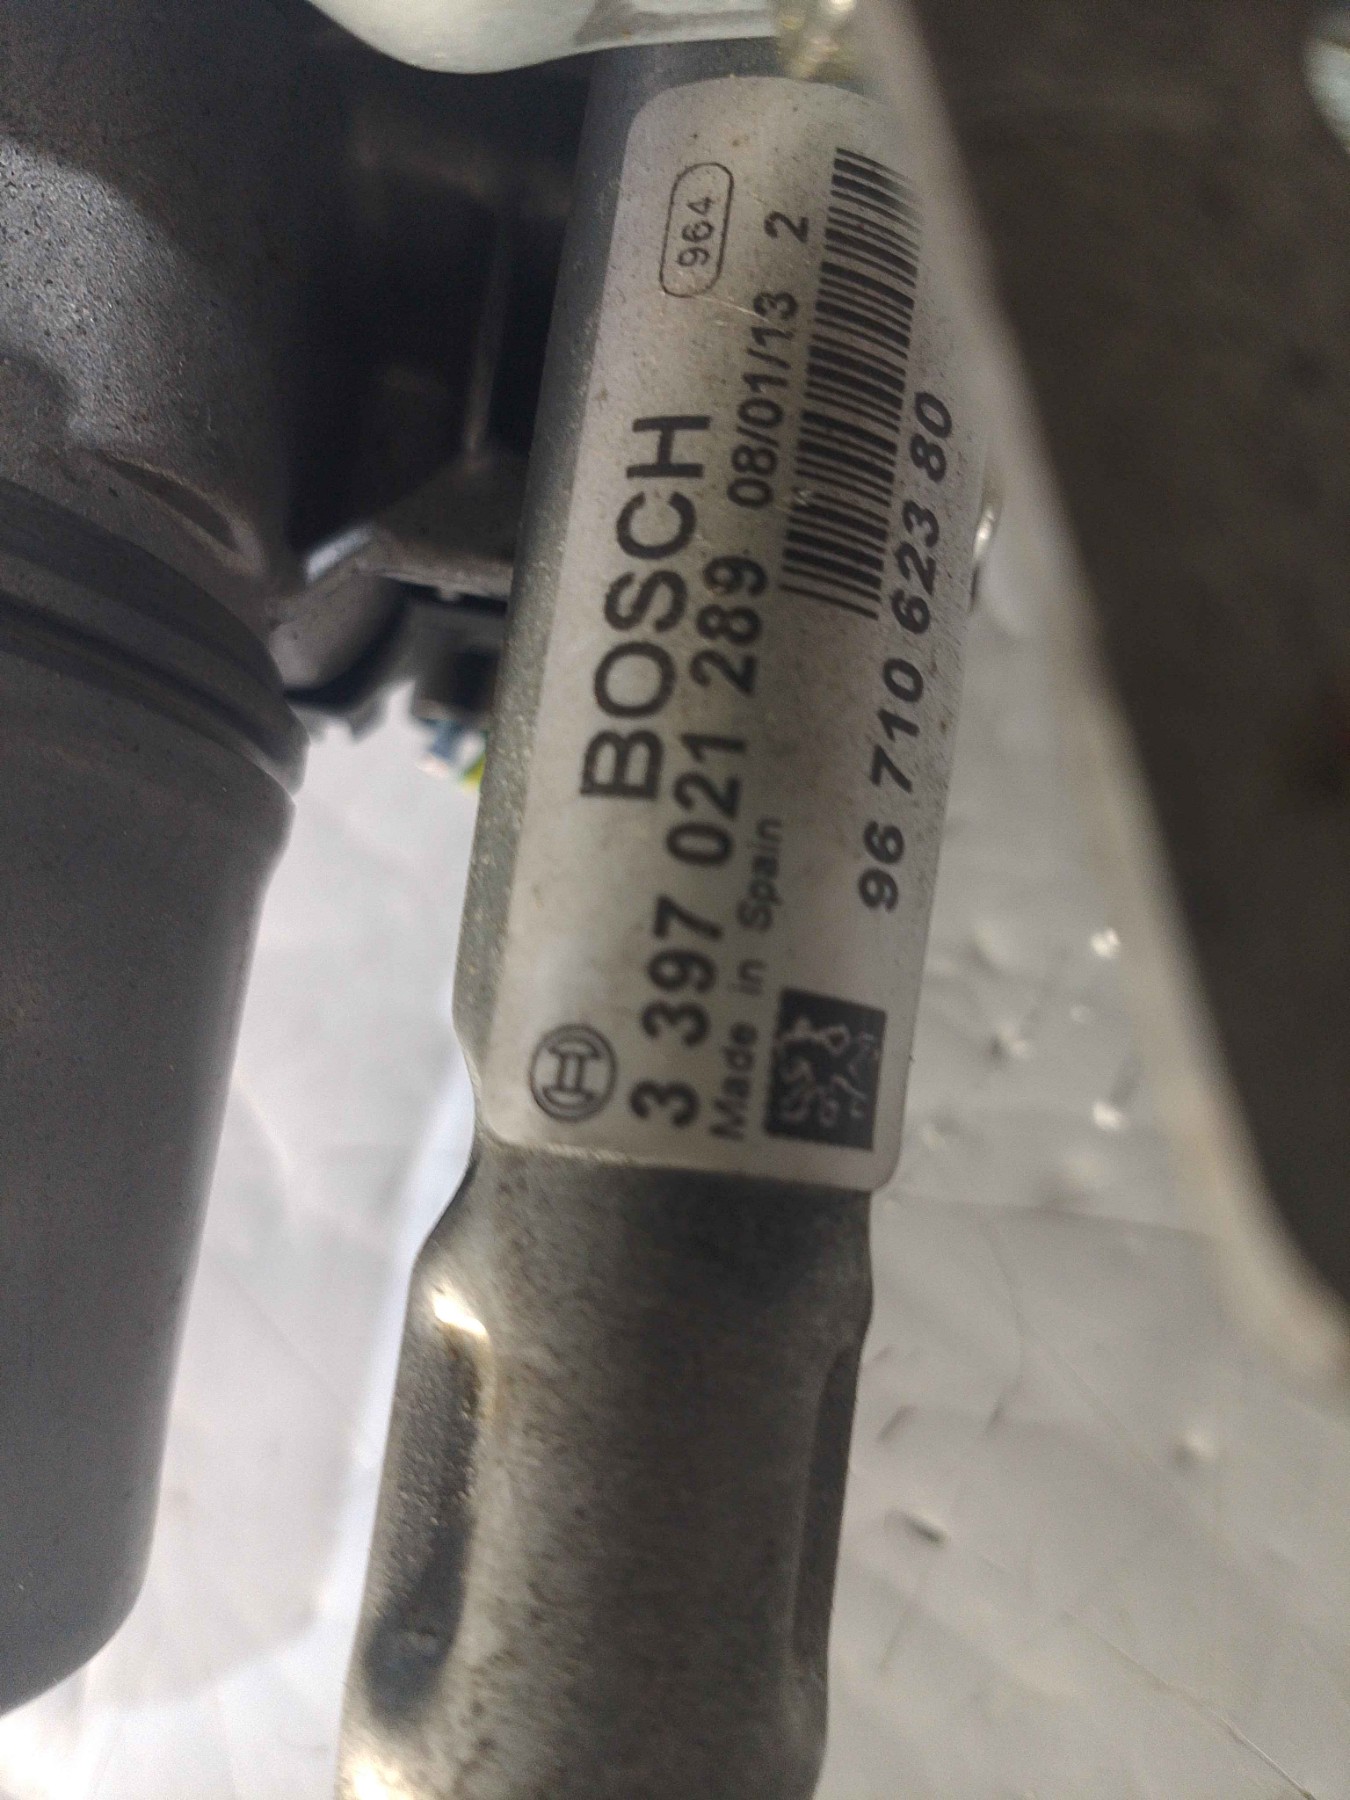 BOSCH 964
3 397 021 289 08/01/13 2
Made in Spain
96 710 623 80